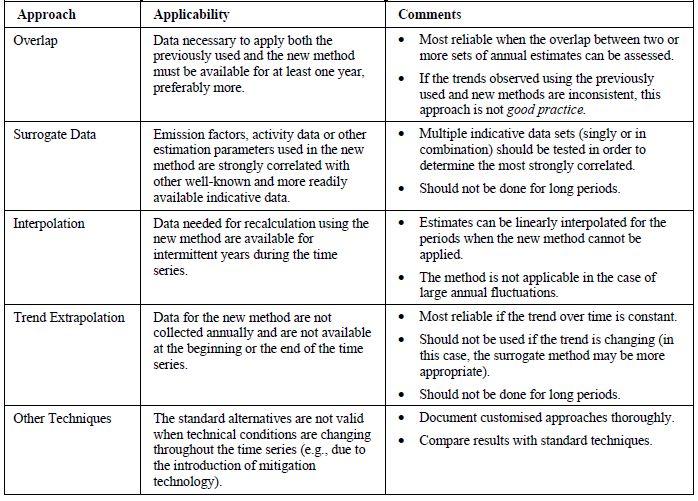 Approach Applicability Comments
Overlap
Data necessary to apply both the
previously used and the new method
must be available for at least one year,
preferably more.
• Most reliable when the overlap between two or
more sets of annual estimates can be assessed.
• If the trends observed using the previously
used and new methods are inconsistent, this
approach is not good practice.
Surrogate Data
Emission factors, activity data or other
estimation parameters used in the new
method are strongly correlated with
other well-known and more readily
available indicative data.
• Multiple indicative data sets (singly or in
combination) should be tested in order to
determine the most strongly correlated.
• Should not be done for long periods.
Interpolation
Data needed for recalculation using the
new method are available for
intermittent years during the time
series.
• Estimates can be linearly interpolated for the
periods when the new method cannot be
applied.
• The method is not applicable in the case of
large annual fluctuations.
Trend Extrapolation
Data for the new method are not
collected annually and are not available
at the beginning or the end of the time
series.
• Most reliable if the trend over time is constant.
• Should not be used if the trend is changing (in
this case, the surrogate method may be more
appropriate).
• Should not be done for long periods.
Other Techniques
The standard alternatives are not valid
when technical conditions are changing
throughout the time series (e.g., due to
the introduction of mitigation
technology).
• Document customised approaches thoroughly.
• Compare results with standard techniques.